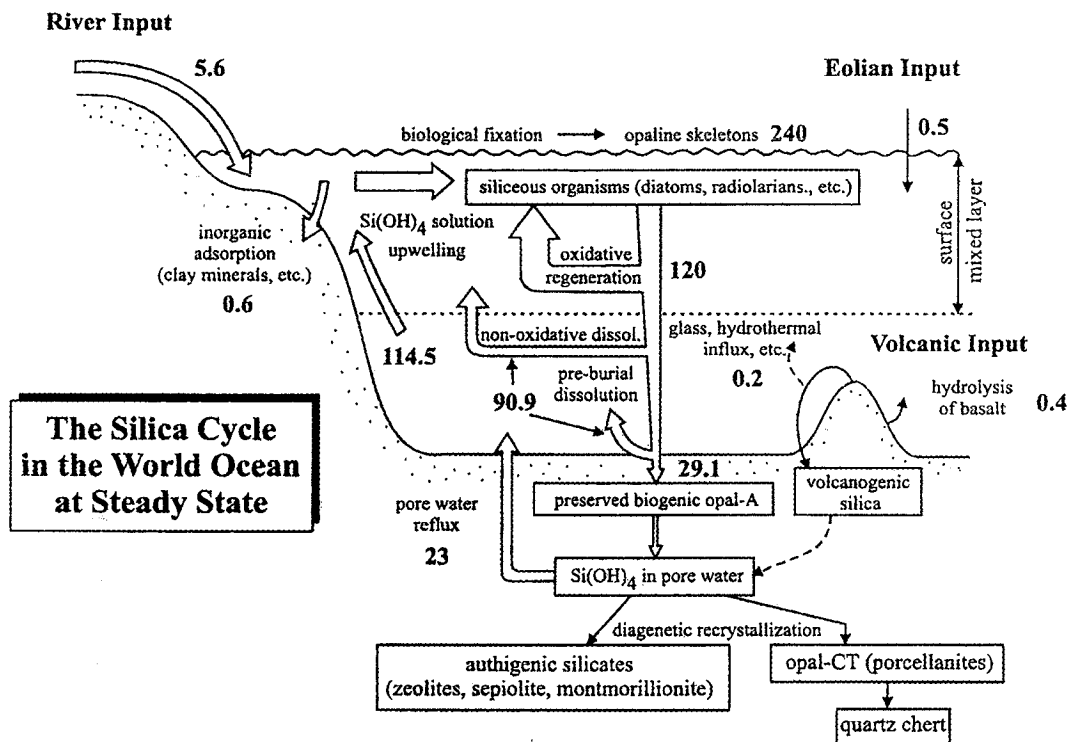 River Input
5.6
Eolian Input
0.5
biological fixation → opaline skeletons 240
siliceous organisms (diatoms, radiolarians., etc.)
surface
mixed layer
inorganic
adsorption
(clay minerals, etc.)
0.6
Si(OH)4 solution
upwelling
oxidative
regeneration
120
114.5
non-oxidative dissol.
glass, hydrothermal
influx, etc.
0.2
Volcanic Input
pre-burial
dissolution
90.9
hydrolysis
of basalt
0.4
The Silica Cycle
in the World Ocean
at Steady State
29.1
preserved biogenic opal-A
volcanogenic
silica
pore water
reflux
23
Si(OH)4 in pore water
diagenetic recrystallization
authigenic silicates
(zeolites, sepiolite, montmorillionite)
opal-CT (porcellanites)
quartz chert